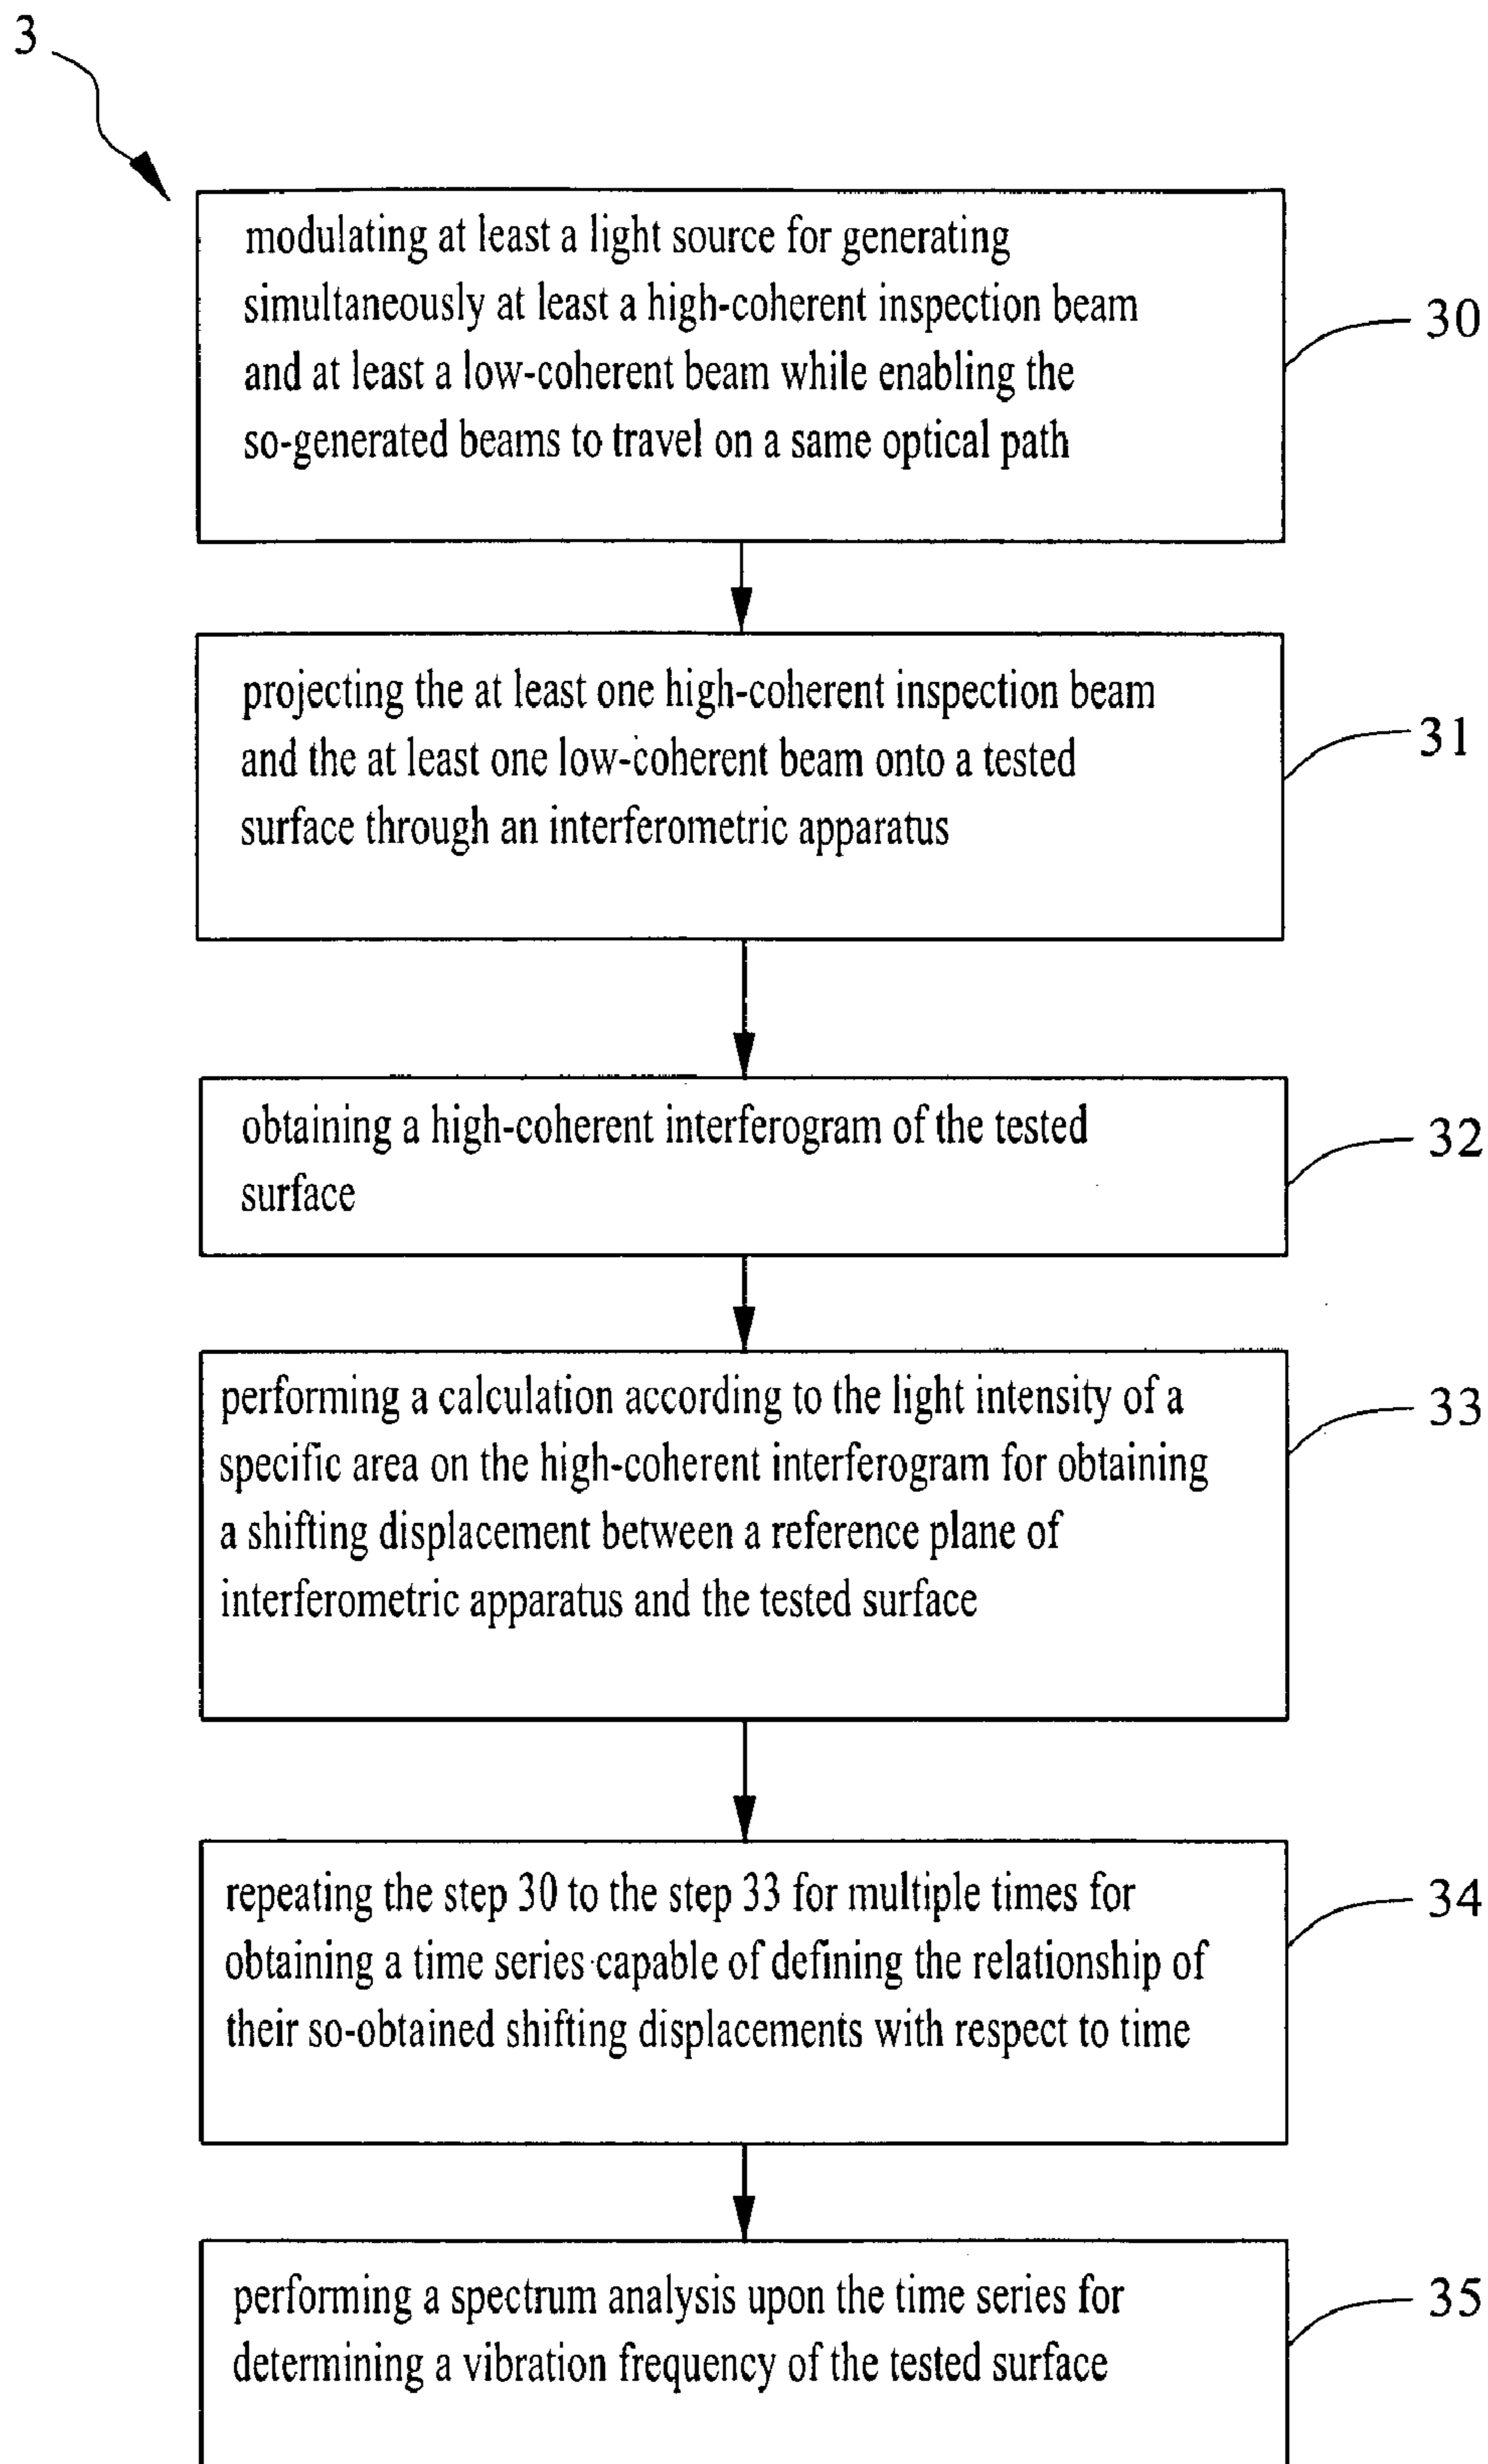 3
modulating at least a light source for generating
simultaneously at least a high-coherent inspection beam
and at least a low-coherent beam while enabling the
so-generated beams to travel on a same optical path
30
projecting the at least one high-coherent inspection beam
and the at least one low-coherent beam onto a tested
surface through an interferometric apparatus
31
obtaining a high-coherent interferogram of the tested
surface
32
performing a calculation according to the light intensity of a
specific area on the high-coherent interferogram for obtaining
a shifting displacement between a reference plane of
interferometric apparatus and the tested surface
33
repeating the step 30 to the step 33 for multiple times for
obtaining a time series capable of defining the relationship of
their so-obtained shifting displacements with respect to time
34
performing a spectrum analysis upon the time series for
determining a vibration frequency of the tested surface
35